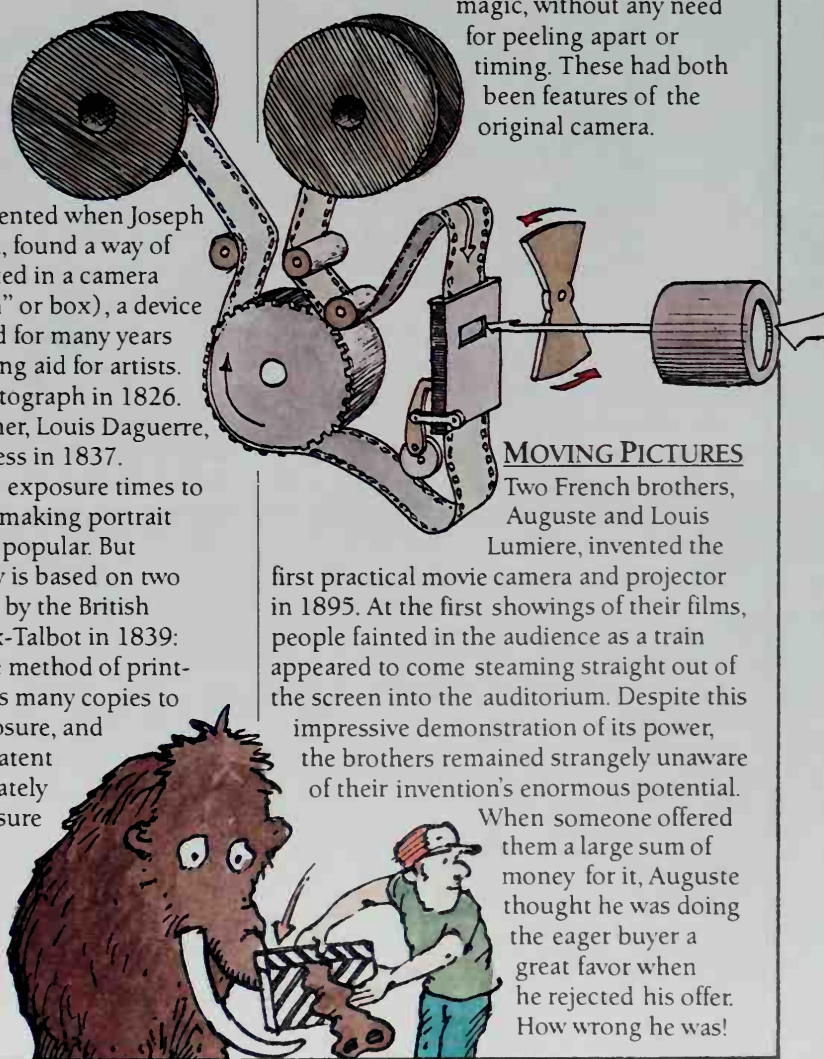 ented when Joseph
, found a way of
ted in a camera
" or box), a device
d for many years
ng aid for artists.
tograph in 1826.
ner, Louis Daguerre,
ess in 1837.
exposure times to
making portrait
popular. But
y is based on two
by the British
x-Talbot in 1839:
e method of print-
s many copies to
osure, and
atent
ately
sure
magic, without any need
for peeling apart or
timing. These had both
been features of the
original camera.
MOVING PICTURES
Two French brothers,
Auguste and Louis
Lumiere, invented the
first practical movie camera and projector
in 1895. At the first showings of their films,
people fainted in the audience as a train
appeared to come steaming straight out of
the screen into the auditorium. Despite this
impressive demonstration of its power,
the brothers remained strangely unaware
of their invention's enormous potential.
When someone offered
them a large sum of
money for it, Auguste
thought he was doing
the eager buyer a
great favor when
he rejected his offer.
How wrong he was!